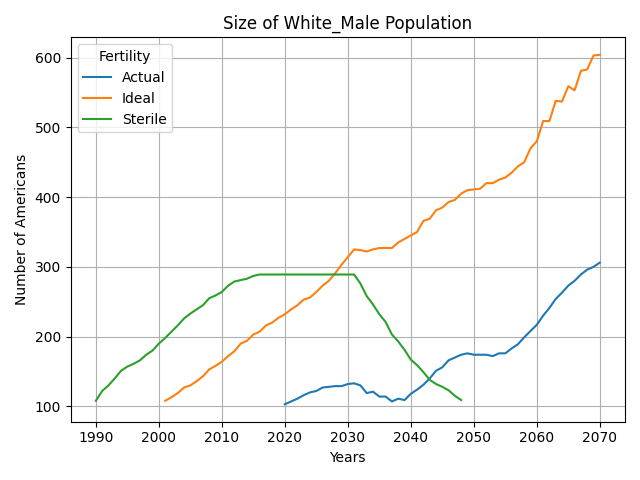 Size of White_Male Population
Fertility
Actual
Ideal
Sterile
Number of Americans
600
500
400
300
200
100
1990 2000 2010 2020 2030 2040 2050 2060 2070
Years